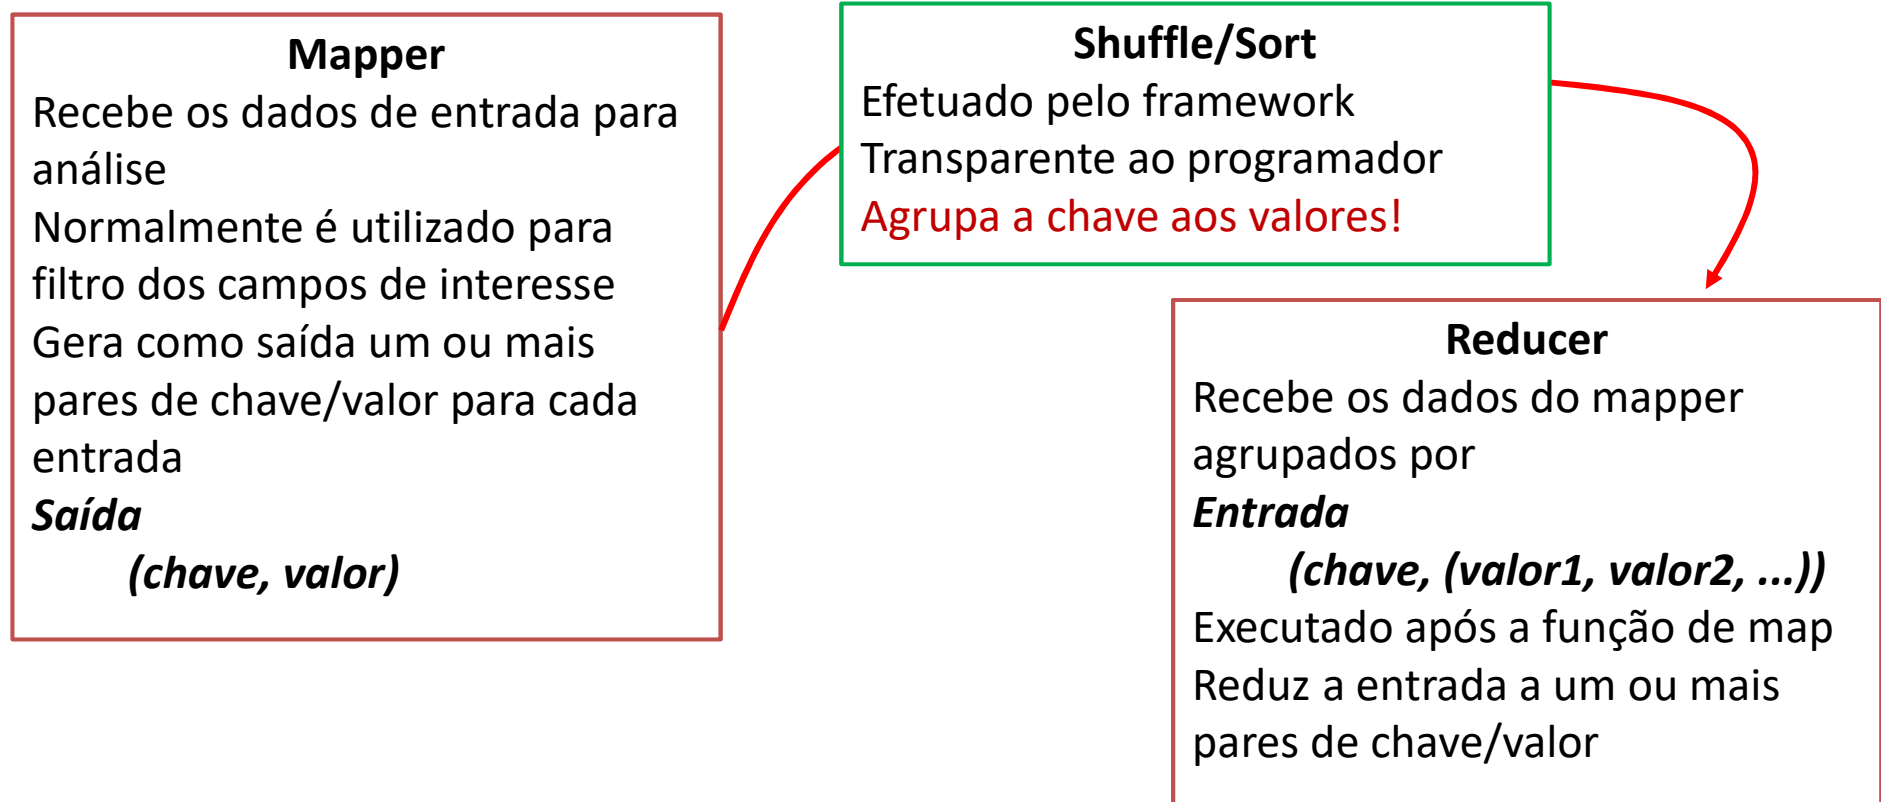 Mapper
Recebe os dados de entrada para
análise
Normalmente é utilizado para
filtro dos campos de interesse
Gera como saída um ou mais
pares de chave/valor para cada
entrada
Saída
(chave, valor)
Shuffle/Sort
Efetuado pelo framework
Transparente ao programador
Agrupa a chave aos valores!
Reducer
Recebe os dados do mapper
agrupados por
Entrada
(chave, (valor1, valor2, ...))
Executado após a função de map
Reduz a entrada a um ou mais
pares de chave/valor